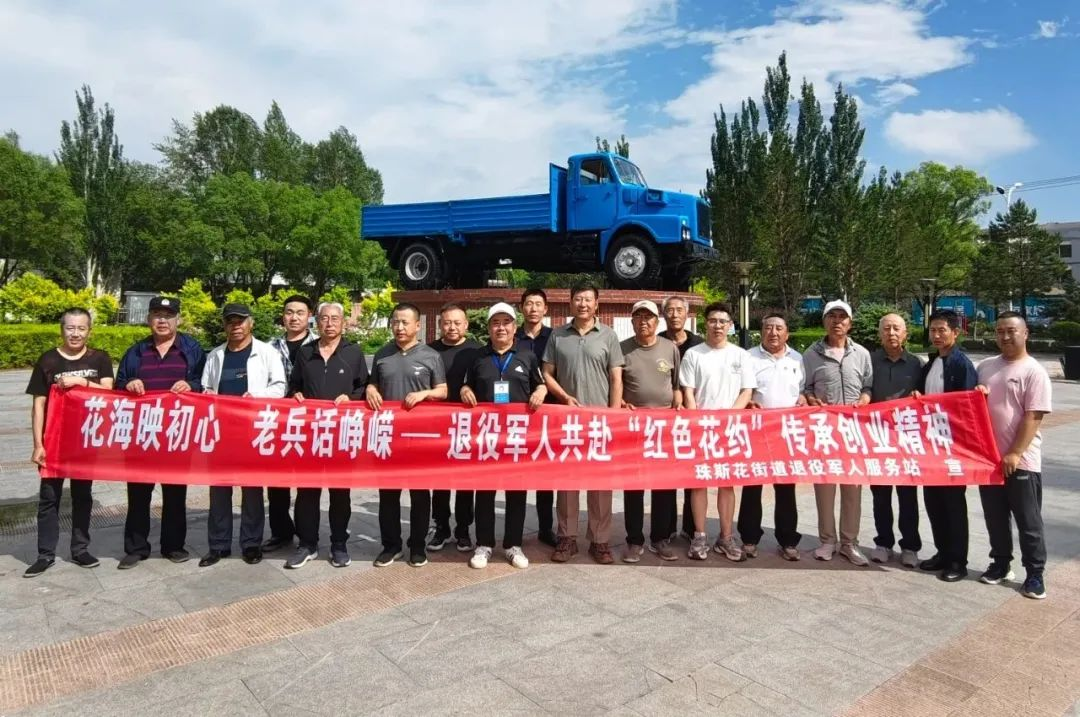 花海映初心 老兵话峥嵘——退役军人共赴“红色花约”传承创业精神
珠斯花街道退役军人服务站 宣